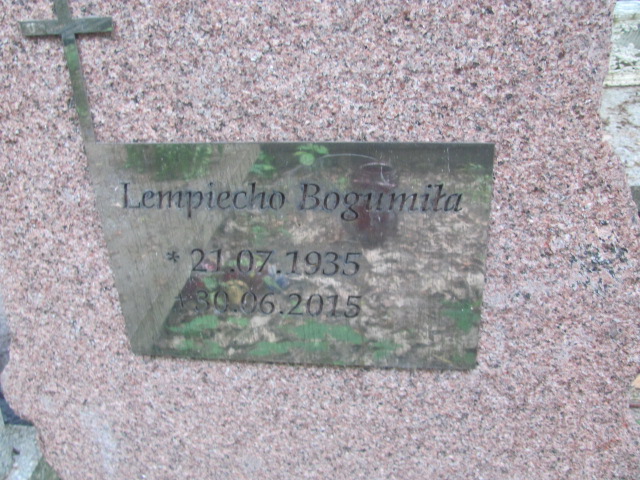 Lempiecho Bogumiła
* 21.07.1935
+ 30.06.2015